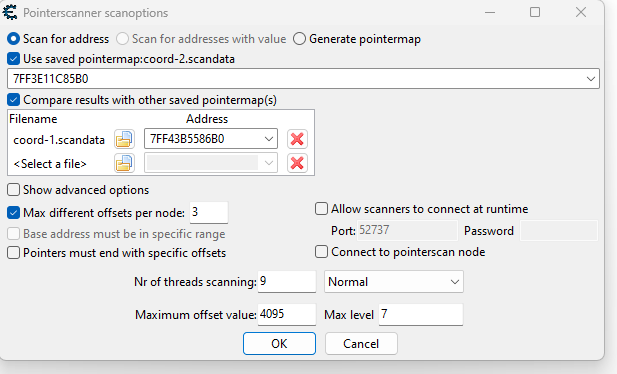 Pointerscanner scanoptions
Scan for address Scan for addresses with value Generate pointermap
Use saved pointermap:coord-2.scandata
7FF3E11C85B0
Compare results with other saved pointermap(s)
Filename Address
coord-1.scandata 7FF43B5586B0
<Select a file>
Show advanced options
Max different offsets per node: 3 Allow scanners to connect at runtime
Base address must be in specific range Port: 52737 Password
Pointers must end with specific offsets Connect to pointerscan node
Nr of threads scanning: 9 Normal
Maximum offset value: 4095 Max level 7
OK Cancel